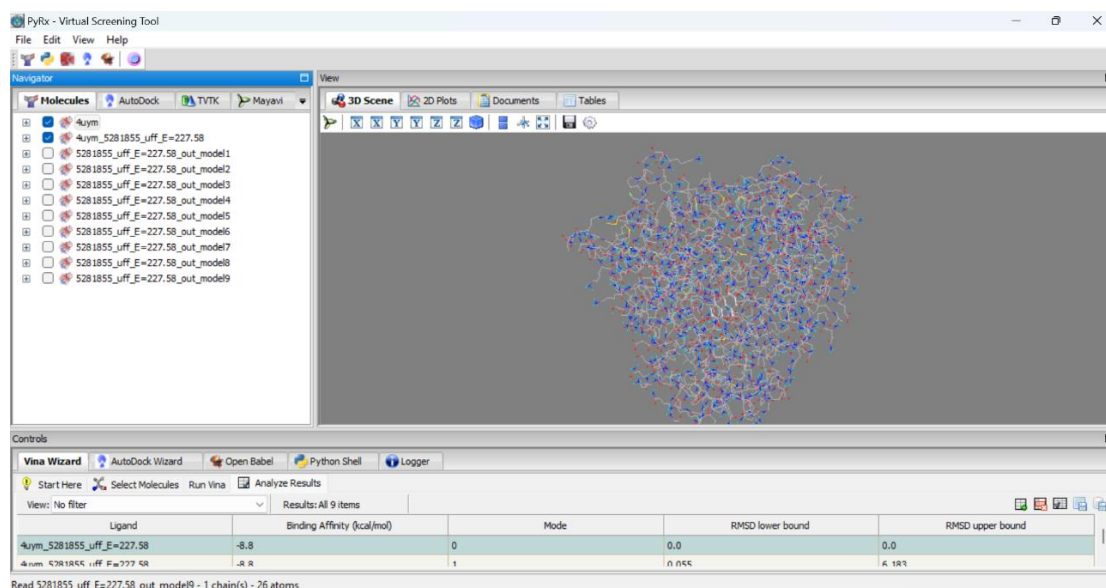 PyRx - Virtual Screening Tool
File Edit View Help
Navigator
View
Molecules AutoDock TVTK Mayavi
3D Scene 2D Plots Documents Tables
X X Y Y Z Z
4uym
4uym_5281855_uff_E=227.58
5281855_uff_E=227.58_out_model1
5281855_uff_E=227.58_out_model2
5281855_uff_E=227.58_out_model3
5281855_uff_E=227.58_out_model4
5281855_uff_E=227.58_out_model5
5281855_uff_E=227.58_out_model6
5281855_uff_E=227.58_out_model7
5281855_uff_E=227.58_out_model8
5281855_uff_E=227.58_out_model9
Controls
Vina Wizard AutoDock Wizard Open Babel Python Shell Logger
Start Here Select Molecules Run Vina Analyze Results
View: No filter Results: All 9 items
Ligand Binding Affinity (kcal/mol) Mode RMSD lower bound RMSD upper bound
4uym_5281855_uff_E=227.58 -8.8 0 0.0 0.0
4uym_5281855_uff_E=227.58 -8.8 1 0.055 6.183
Read 5281855_uff_E=227.58_out_model9 - 1 chain(s) - 26 atoms